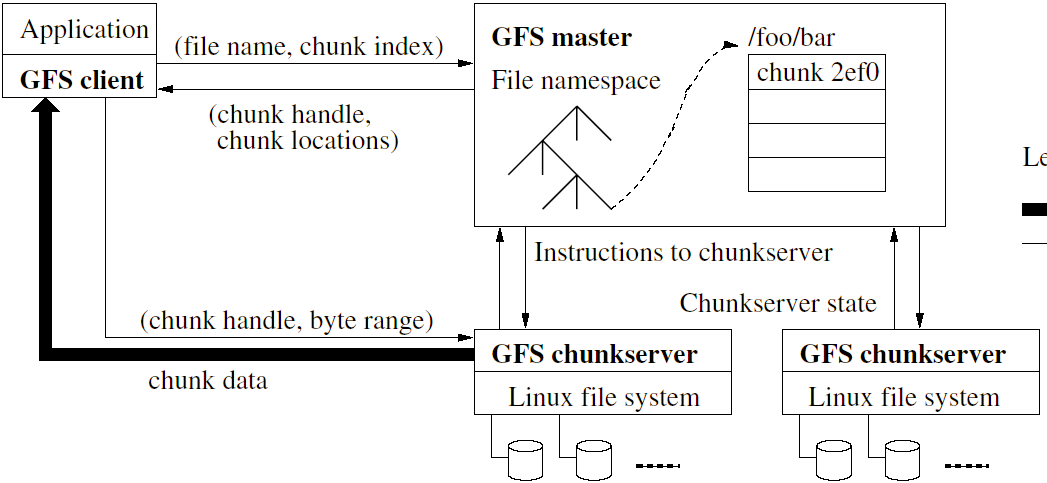 Application
GFS client
(file name, chunk index)
(chunk handle,
chunk locations)
GFS master
File namespace
/foo/bar
chunk 2ef0
Instructions to chunkserver
Chunkserver state
(chunk handle, byte range)
chunk data
GFS chunkserver
Linux file system
GFS chunkserver
Linux file system